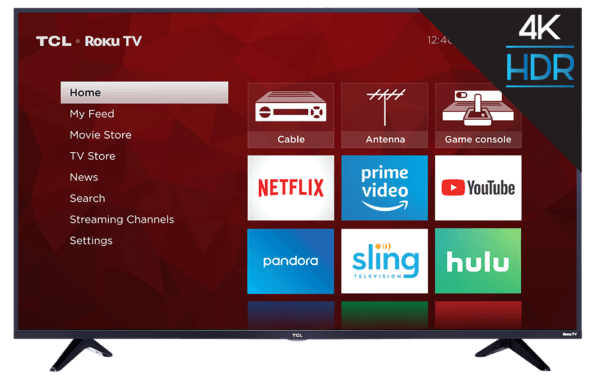 TCL • Roku TV
12:4
4K
HDR
Home
My Feed
Movie Store
TV Store
News
Search
Streaming Channels
Settings
Cable
Antenna
Game console
NETFLIX
prime video
YouTube
pandora
sling
TELEVISION
hulu
TCL
Roku TV